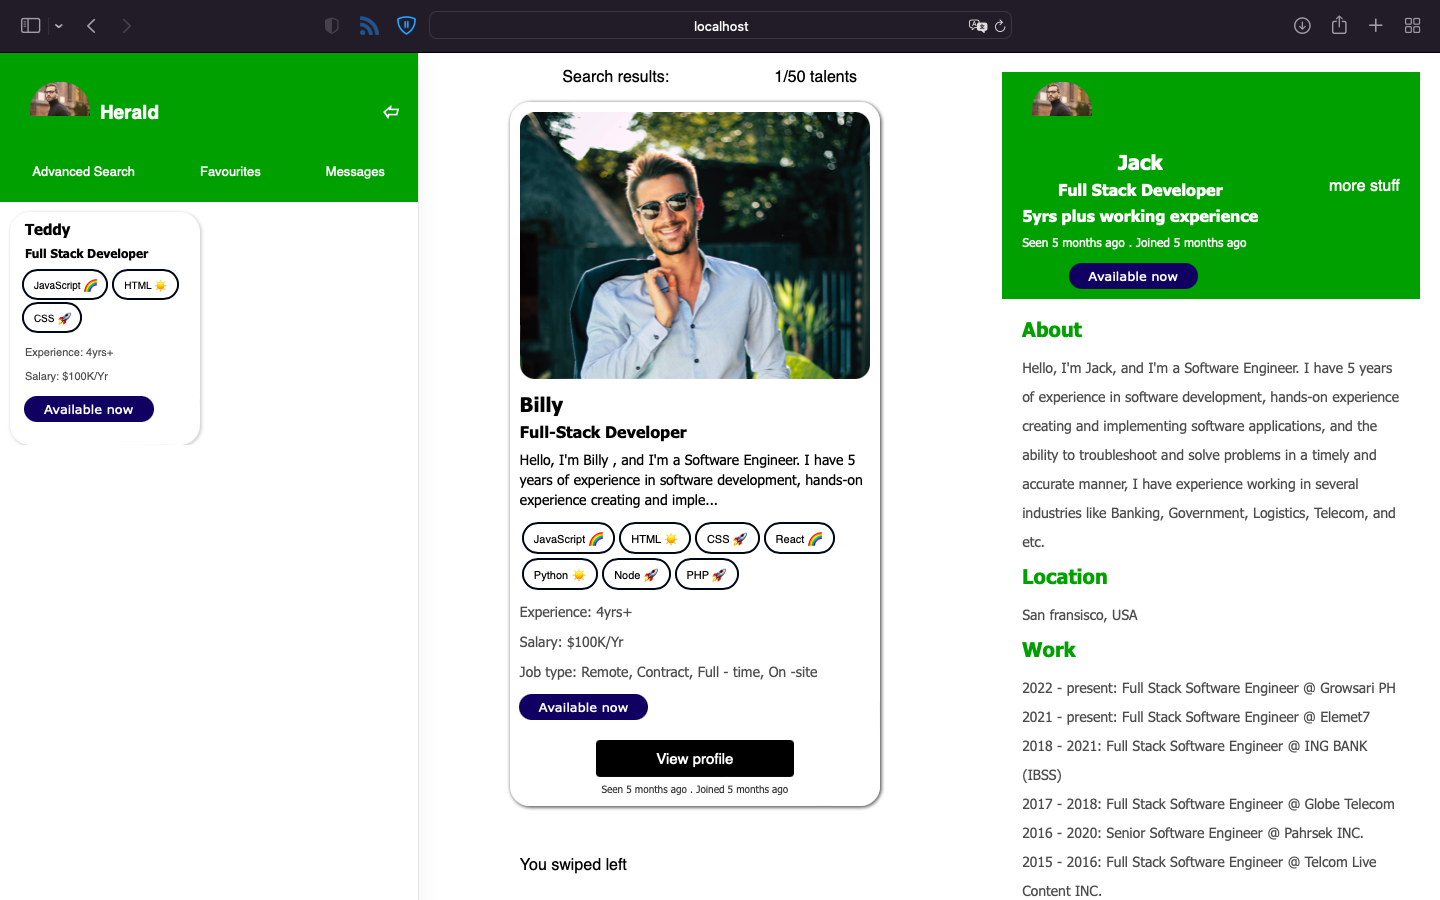 localhost
Herald
Advanced Search
Favourites
Messages
Teddy
Full Stack Developer
JavaScript 🌈 HTML ☀️
CSS 🚀
Experience: 4yrs+
Salary: $100K/Yr
Available now
Search results:
1/50 talents
Billy
Full-Stack Developer
Hello, I'm Billy , and I'm a Software Engineer. I have 5
years of experience in software development, hands-on
experience creating and imple...
JavaScript 🌈 HTML ☀️ CSS 🚀 React 🌈
Python ☀️ Node 🚀 PHP 🚀
Experience: 4yrs+
Salary: $100K/Yr
Job type: Remote, Contract, Full - time, On -site
Available now
View profile
Seen 5 months ago . Joined 5 months ago
You swiped left
Jack
Full Stack Developer
5yrs plus working experience
Seen 5 months ago . Joined 5 months ago
Available now
more stuff
About
Hello, I'm Jack, and I'm a Software Engineer. I have 5 years
of experience in software development, hands-on experience
creating and implementing software applications, and the
ability to troubleshoot and solve problems in a timely and
accurate manner, I have experience working in several
industries like Banking, Government, Logistics, Telecom, and
etc.
Location
San fransisco, USA
Work
2022 - present: Full Stack Software Engineer @ Growsari PH
2021 - present: Full Stack Software Engineer @ Elemet7
2018 - 2021: Full Stack Software Engineer @ ING BANK
(IBSS)
2017 - 2018: Full Stack Software Engineer @ Globe Telecom
2016 - 2020: Senior Software Engineer @ Pahrsek INC.
2015 - 2016: Full Stack Software Engineer @ Telcom Live
Content INC.